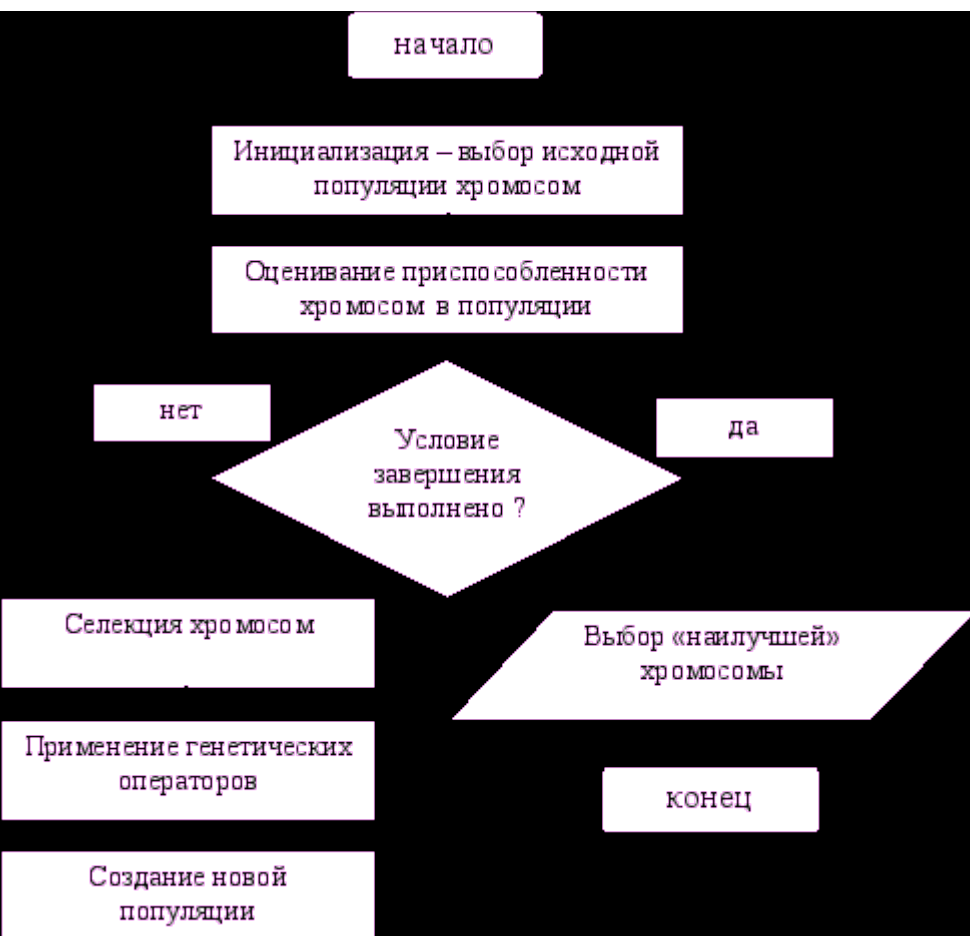 начало
Инициализация – выбор исходной
популяции хромосом
Оценивание приспособленности
хромосом в популяции
нет
да
Условие
завершения
выполнено ?
Селекция хромосом
Выбор «наилучшей»
хромосомы
Применение генетических
операторов
конец
Создание новой
популяции